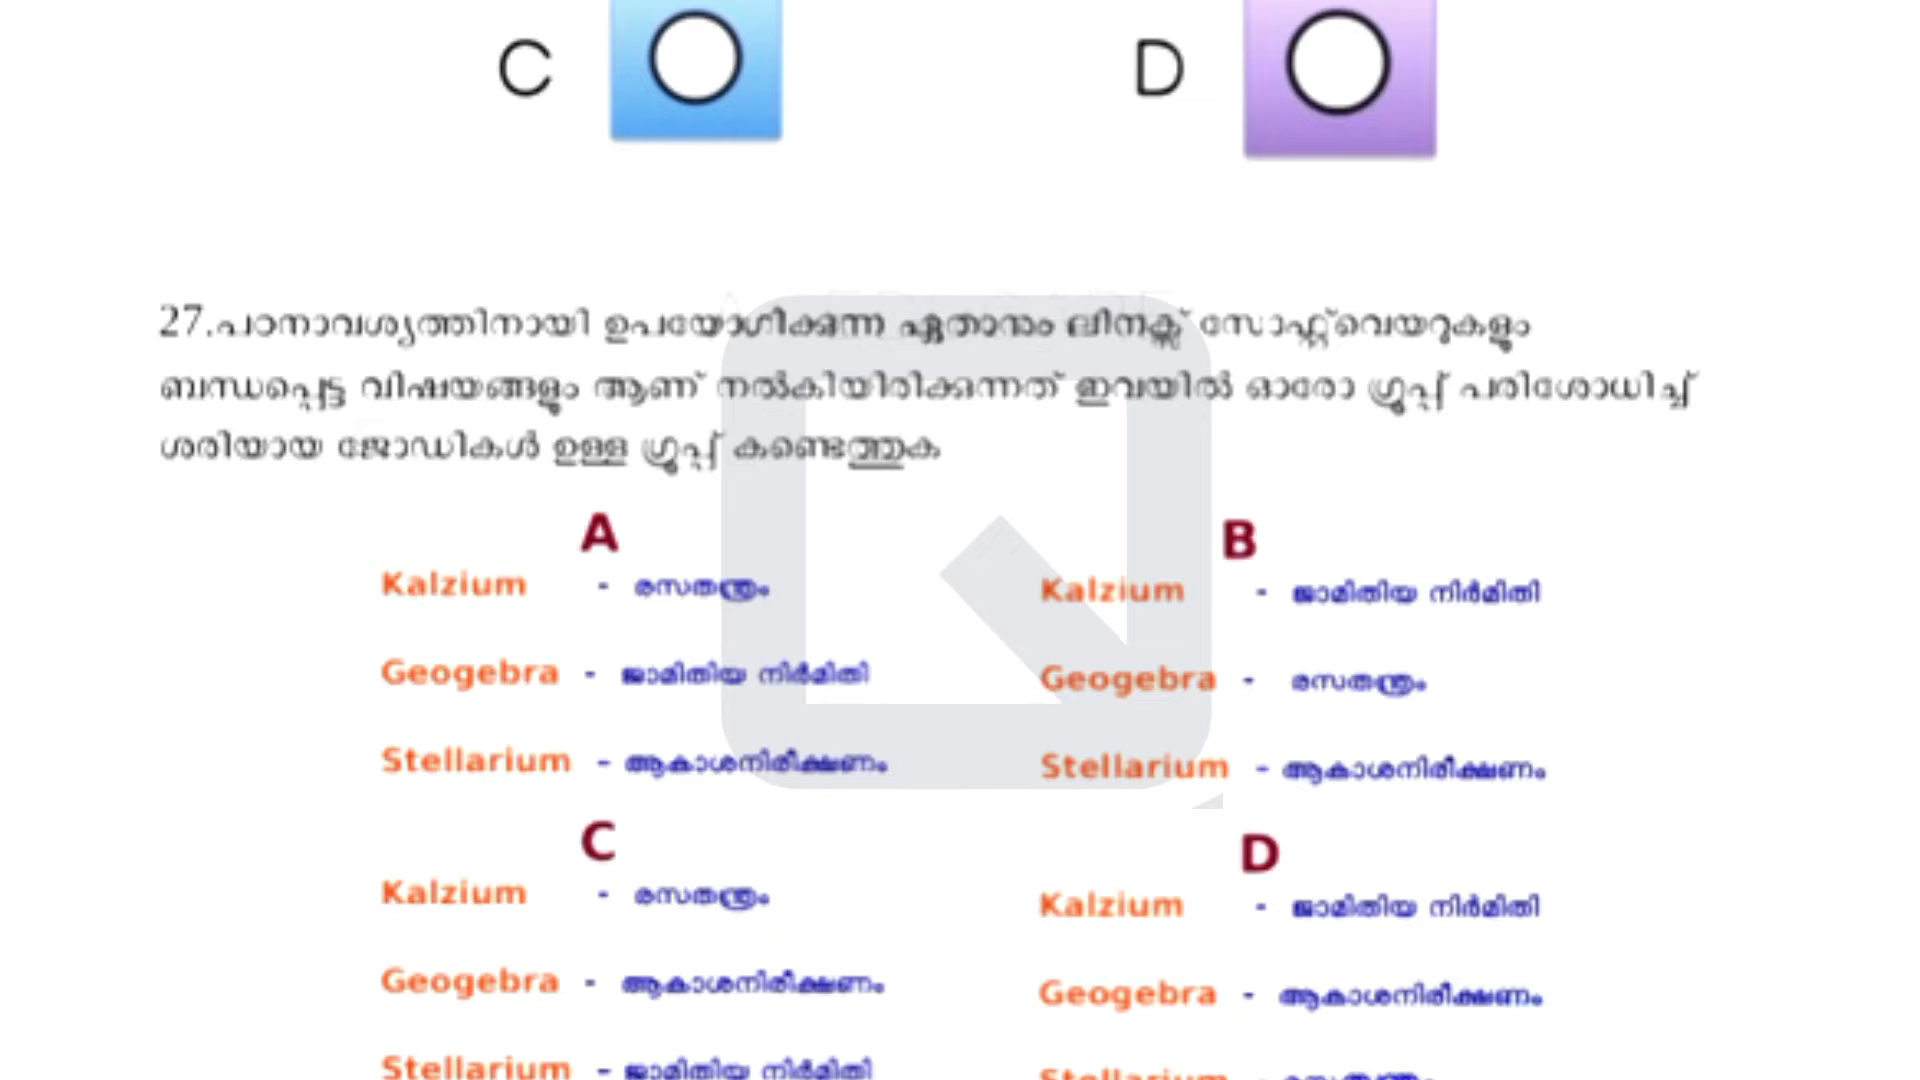 C D
27.പഠനാവശ്യത്തിനായി ഉപയോഗിക്കുന്ന ഏതാനും ലിനക്സ് സോഫ്റ്റ്‌വെയറുകളും
ബന്ധപ്പെട്ട വിഷയങ്ങളും ആണ് നൽകിയിരിക്കുന്നത് ഇവയിൽ ഓരോ ഗ്രൂപ്പ് പരിശോധിച്ച്
ശരിയായ ജോഡികൾ ഉള്ള ഗ്രൂപ്പ് കണ്ടെത്തുക
A
Kalzium - രസതന്ത്രം
Geogebra - ജാമിതിയ നിർമിതി
Stellarium - ആകാശനിരീക്ഷണം
B
Kalzium - ജാമിതിയ നിർമിതി
Geogebra - രസതന്ത്രം
Stellarium - ആകാശനിരീക്ഷണം
C
Kalzium - രസതന്ത്രം
Geogebra - ആകാശനിരീക്ഷണം
Stellarium - ജാമിതിയ നിർമിതി
D
Kalzium - ജാമിതിയ നിർമിതി
Geogebra - ആകാശനിരീക്ഷണം
Stellarium -